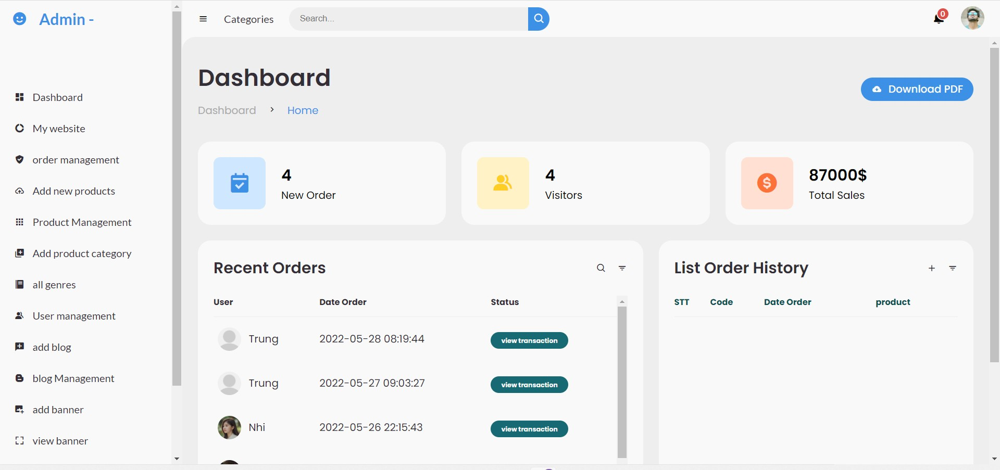 Admin -
Categories
Search...
0
Dashboard
My website
order management
Add new products
Product Management
Add product category
all genres
User management
add blog
blog Management
add banner
view banner
Dashboard
Dashboard > Home
Download PDF
4
New Order
4
Visitors
87000$
Total Sales
Recent Orders
User Date Order Status
Trung 2022-05-28 08:19:44 view transaction
Trung 2022-05-27 09:03:27 view transaction
Nhi 2022-05-26 22:15:43 view transaction
List Order History
STT Code Date Order product